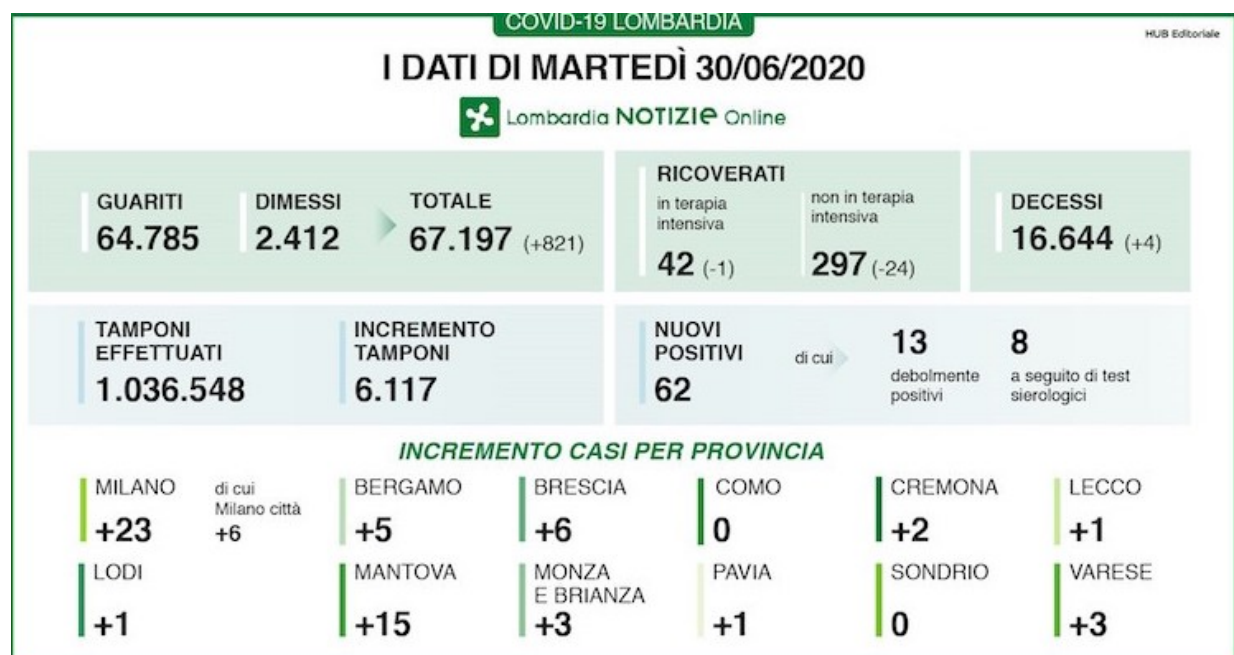 COVID-19 LOMBARDIA
HUB Editoriale
I DATI DI MARTEDÌ 30/06/2020
Lombardia NOTIZIE Online
GUARITI
64.785
DIMESSI
2.412
TOTALE
67.197 (+821)
RICOVERATI
in terapia
intensiva
42 (-1)
non in terapia
intensiva
297 (-24)
DECESSI
16.644 (+4)
TAMPONI
EFFETTUATI
1.036.548
INCREMENTO
TAMPONI
6.117
NUOVI
POSITIVI
62
di cui
13
debolmente
positivi
8
a seguito di test
sierologici
INCREMENTO CASI PER PROVINCIA
MILANO
+23
di cui
Milano città
+6
BERGAMO
+5
BRESCIA
+6
COMO
0
CREMONA
+2
LECCO
+1
LODI
+1
MANTOVA
+15
MONZA
E BRIANZA
+3
PAVIA
+1
SONDRIO
0
VARESE
+3